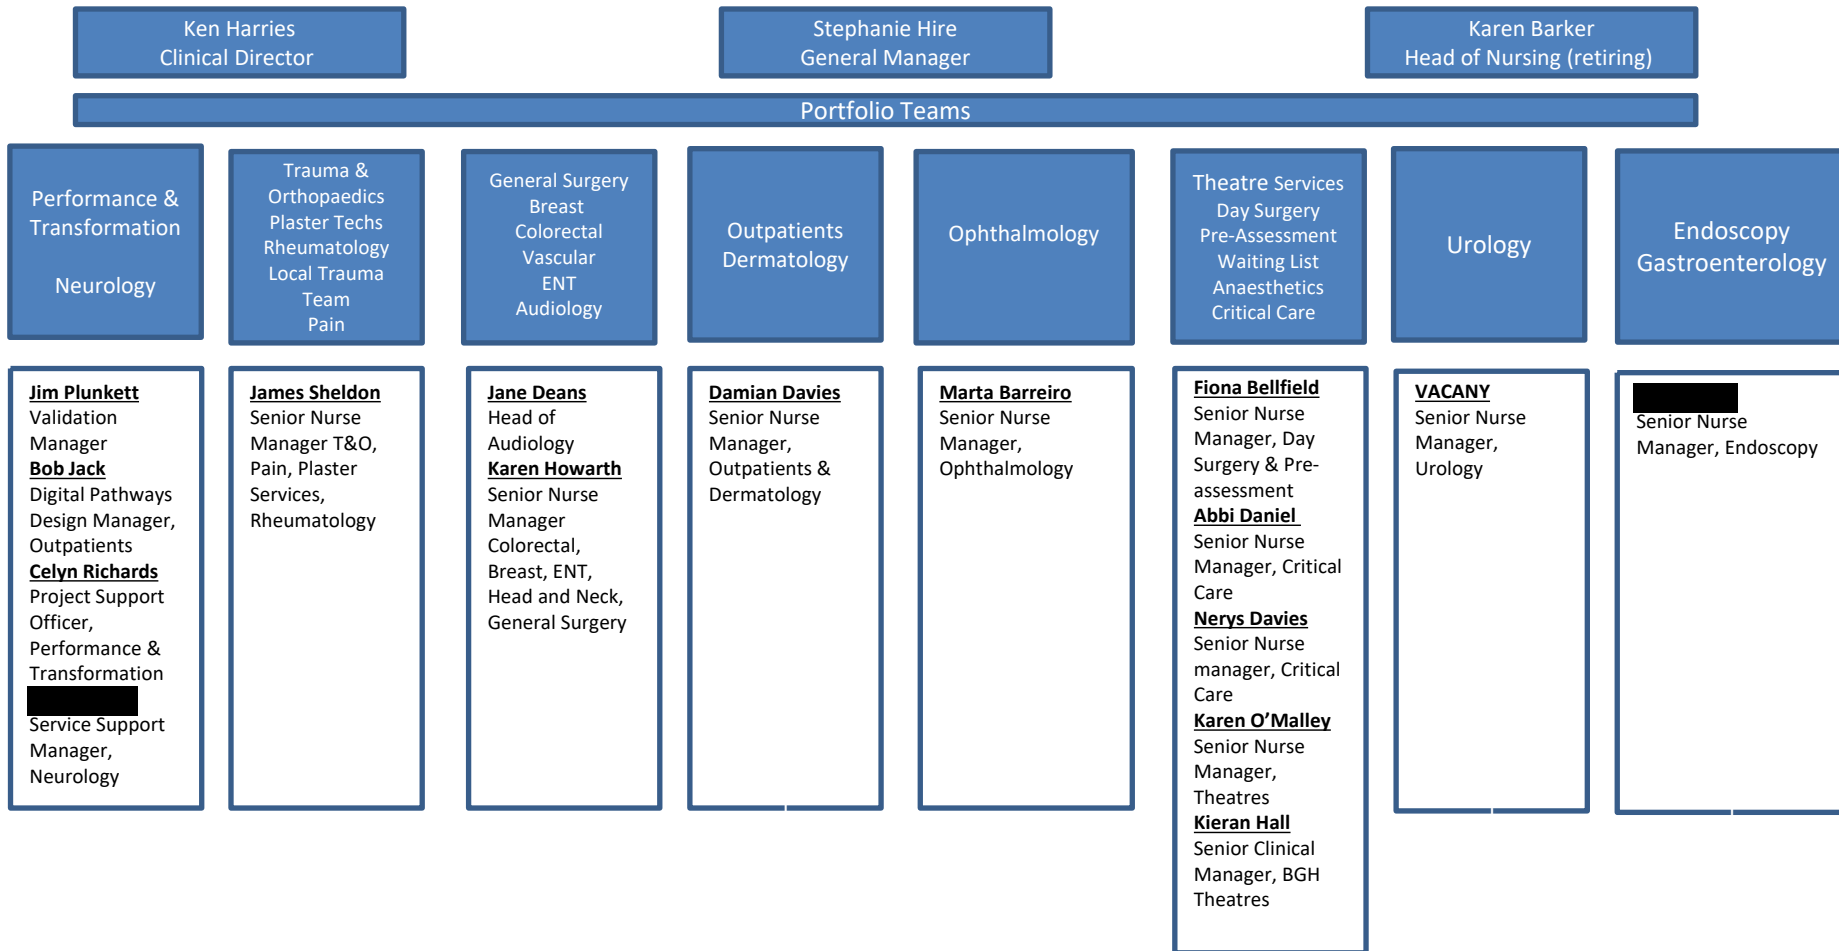 Ken Harries
Clinical Director
Stephanie Hire
General Manager
Karen Barker
Head of Nursing (retiring)
Portfolio Teams
Performance &
Transformation
Neurology
Trauma &
Orthopaedics
Plaster Techs
Rheumatology
Local Trauma
Team
Pain
General Surgery
Breast
Colorectal
Vascular
ENT
Audiology
Outpatients
Dermatology
Ophthalmology
Theatre Services
Day Surgery
Pre-Assessment
Waiting List
Anaesthetics
Critical Care
Urology
Endoscopy
Gastroenterology
Jim Plunkett
Validation
Manager
Bob Jack
Digital Pathways
Design Manager,
Outpatients
Celyn Richards
Project Support
Officer,
Performance &
Transformation
Service Support
Manager,
Neurology
James Sheldon
Senior Nurse
Manager T&O,
Pain, Plaster
Services,
Rheumatology
Jane Deans
Head of
Audiology
Karen Howarth
Senior Nurse
Manager
Colorectal,
Breast, ENT,
Head and Neck,
General Surgery
Damian Davies
Senior Nurse
Manager,
Outpatients &
Dermatology
Marta Barreiro
Senior Nurse
Manager,
Ophthalmology
Fiona Bellfield
Senior Nurse
Manager, Day
Surgery & Pre-
assessment
Abbi Daniel
Senior Nurse
Manager, Critical
Care
Nerys Davies
Senior Nurse
manager, Critical
Care
Karen O’Malley
Senior Nurse
Manager,
Theatres
Kieran Hall
Senior Clinical
Manager, BGH
Theatres
VACANY
Senior Nurse
Manager,
Urology
Senior Nurse
Manager, Endoscopy